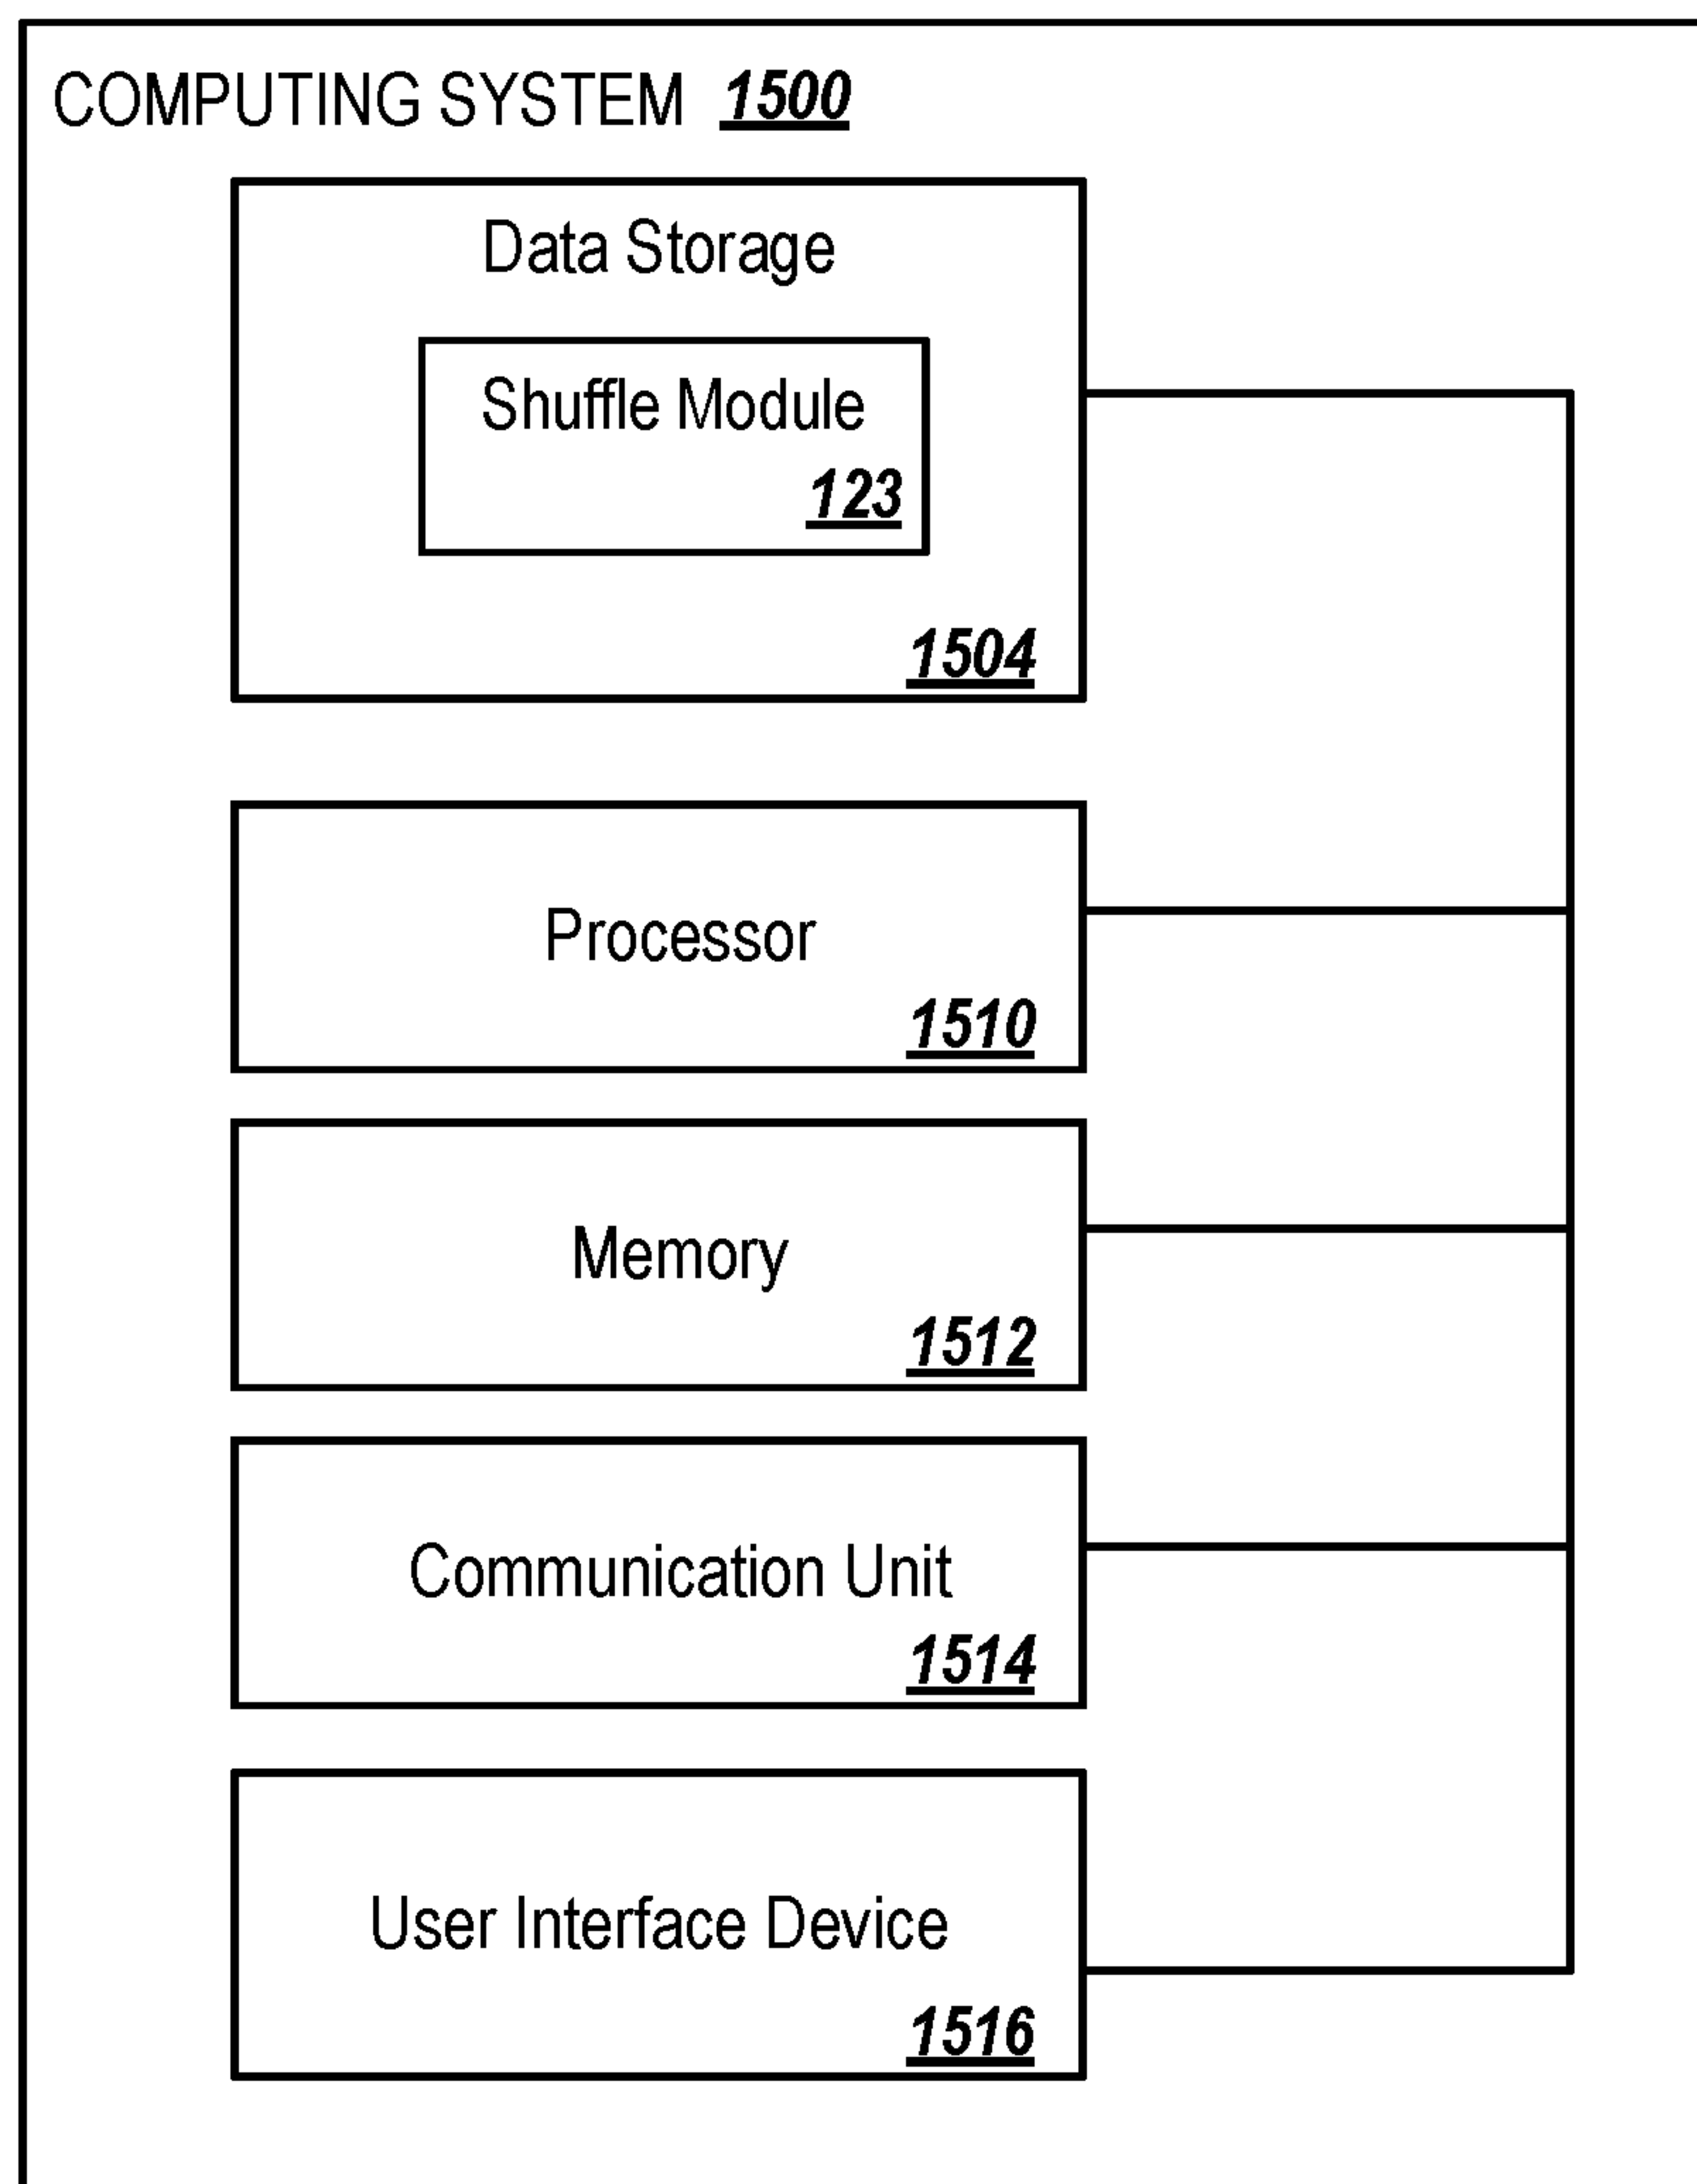 COMPUTING SYSTEM 1500
Data Storage
Shuffle Module
123
1504
Processor
1510
Memory
1512
Communication Unit
1514
User Interface Device
1516